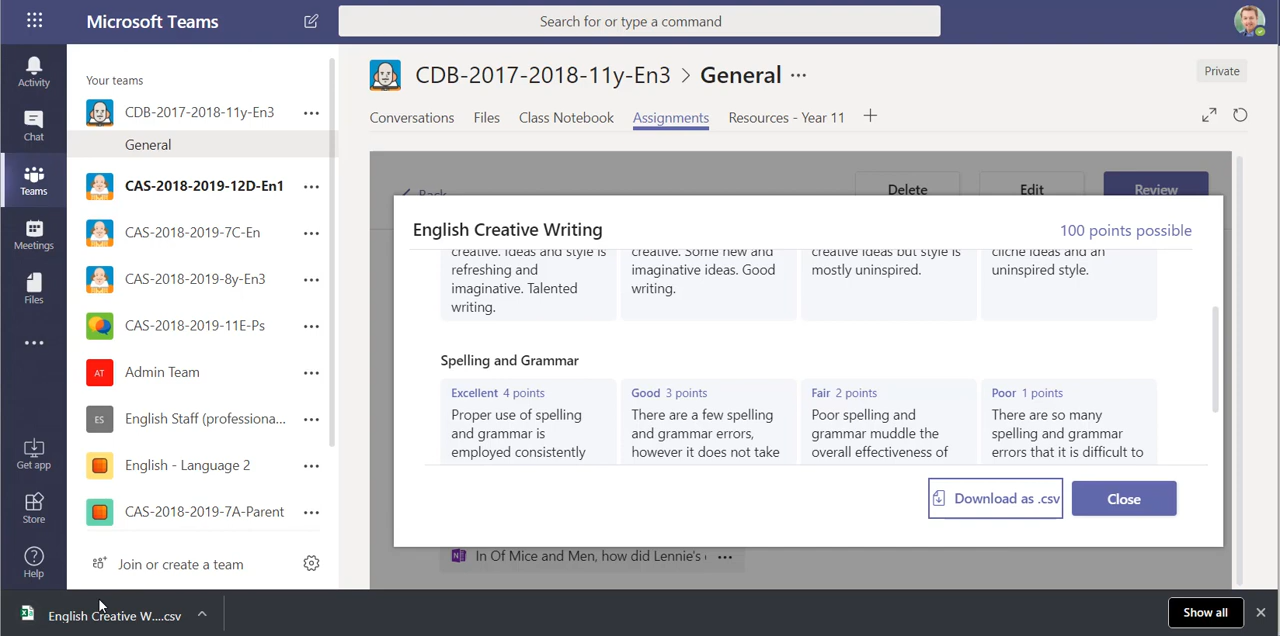 Microsoft Teams
Search for or type a command
Activity
Chat
Teams
Meetings
Files
Get app
Store
Help
Your teams
CDB-2017-2018-11y-En3
General
CAS-2018-2019-12D-En1
CAS-2018-2019-7C-En
CAS-2018-2019-8y-En3
CAS-2018-2019-11E-Ps
AT
Admin Team
ES
English Staff (professiona...
English - Language 2
CAS-2018-2019-7A-Parent
Join or create a team
CDB-2017-2018-11y-En3 > General ...
Private
Conversations
Files
Class Notebook
Assignments
Resources - Year 11
Back
Delete
Edit
Review
English Creative Writing
100 points possible
creative. Ideas and style is
refreshing and
imaginative. Talented
writing.
creative. Some new and
imaginative ideas. Good
writing.
creative ideas but style is
mostly uninspired.
cliche ideas and an
uninspired style.
Spelling and Grammar
Excellent 4 points
Proper use of spelling
and grammar is
employed consistently
Good 3 points
There are a few spelling
and grammar errors,
however it does not take
Fair 2 points
Poor spelling and
grammar muddle the
overall effectiveness of
Poor 1 points
There are so many
spelling and grammar
errors that it is difficult to
Download as .csv
Close
In Of Mice and Men, how did Lennie's
English Creative W....csv
Show all